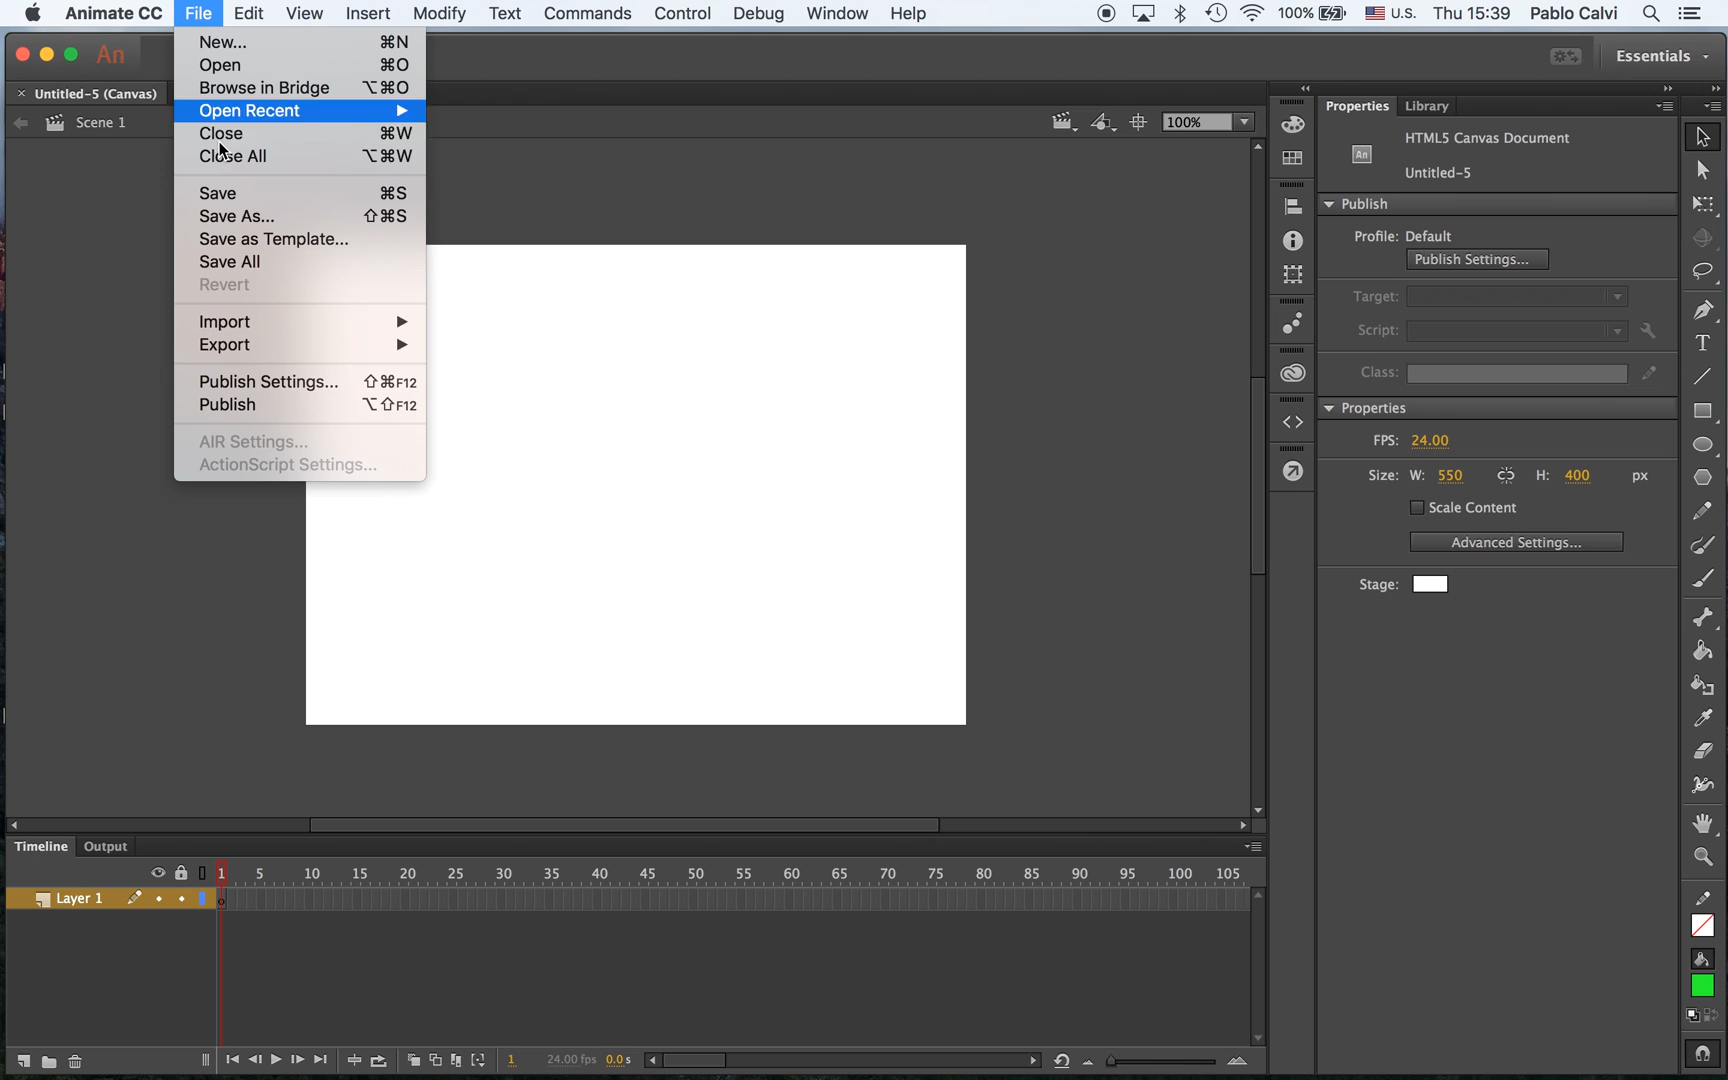 Animate CC File Edit View Insert Modify Text Commands Control Debug Window Help 100% U.S. Thu 15:39 Pablo Calvi
An Essentials
New... ⌘N
Open ⌘O
Browse in Bridge ⌥⌘O
Open Recent ▶
Close ⌘W
Close All ⌥⌘W
Save ⌘S
Save As... ⇧⌘S
Save as Template...
Save All
Revert
Import ▶
Export ▶
Publish Settings... ⇧⌘F12
Publish ⌥⇧F12
AIR Settings...
ActionScript Settings...
× Untitled-5 (Canvas)
Scene 1
100%
Properties Library
An
HTML5 Canvas Document
Untitled-5
Publish
Profile: Default
Publish Settings...
Target:
Script:
Class:
Properties
FPS: 24.00
Size: W: 550 H: 400 px
Scale Content
Advanced Settings...
Stage:
T
Timeline Output
1 5 10 15 20 25 30 35 40 45 50 55 60 65 70 75 80 85 90 95 100 105
Layer 1
1 24.00 fps 0.0 s